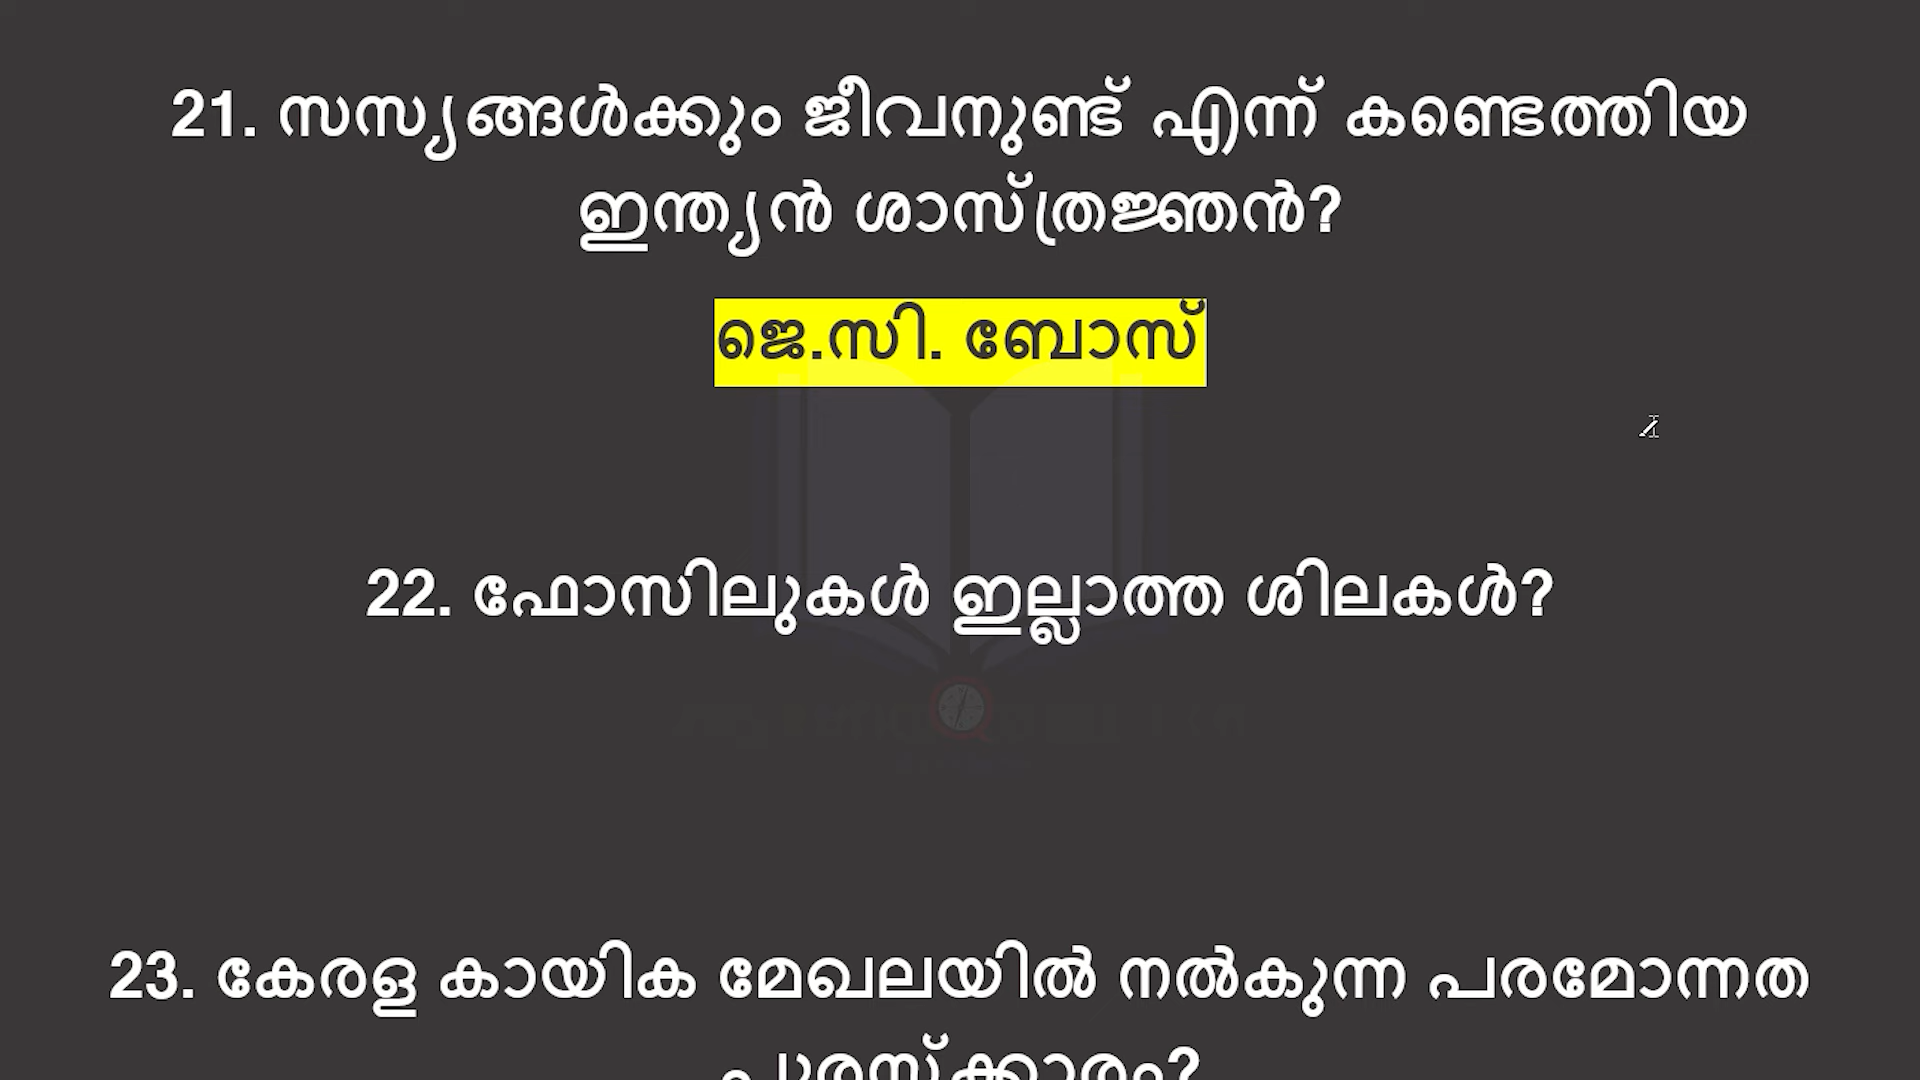 21. സസ്യങ്ങൾക്കും ജീവനുണ്ട് എന്ന് കണ്ടെത്തിയ
ഇന്ത്യൻ ശാസ്ത്രജ്ഞൻ?
ജെ.സി. ബോസ്
22. ഫോസിലുകൾ ഇല്ലാത്ത ശിലകൾ?
23. കേരള കായിക മേഖലയിൽ നൽകുന്ന പരമോന്നത
പുരസ്ക്കാരം?